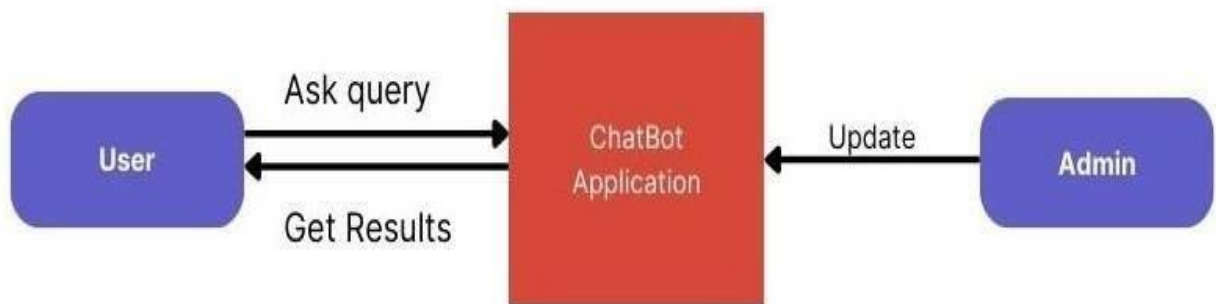 Ask query
User
Get Results
ChatBot
Application
Update
Admin